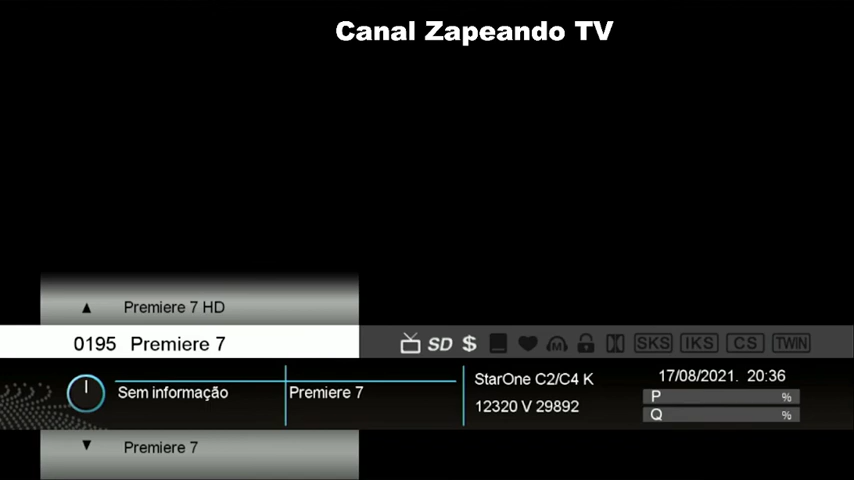 Canal Zapeando TV
Premiere 7 HD
0195 Premiere 7
SD $ SKS IKS CS TWIN
Sem informação
Premiere 7
StarOne C2/C4 K
12320 V 29892
17/08/2021. 20:36
P %
Q %
Premiere 7